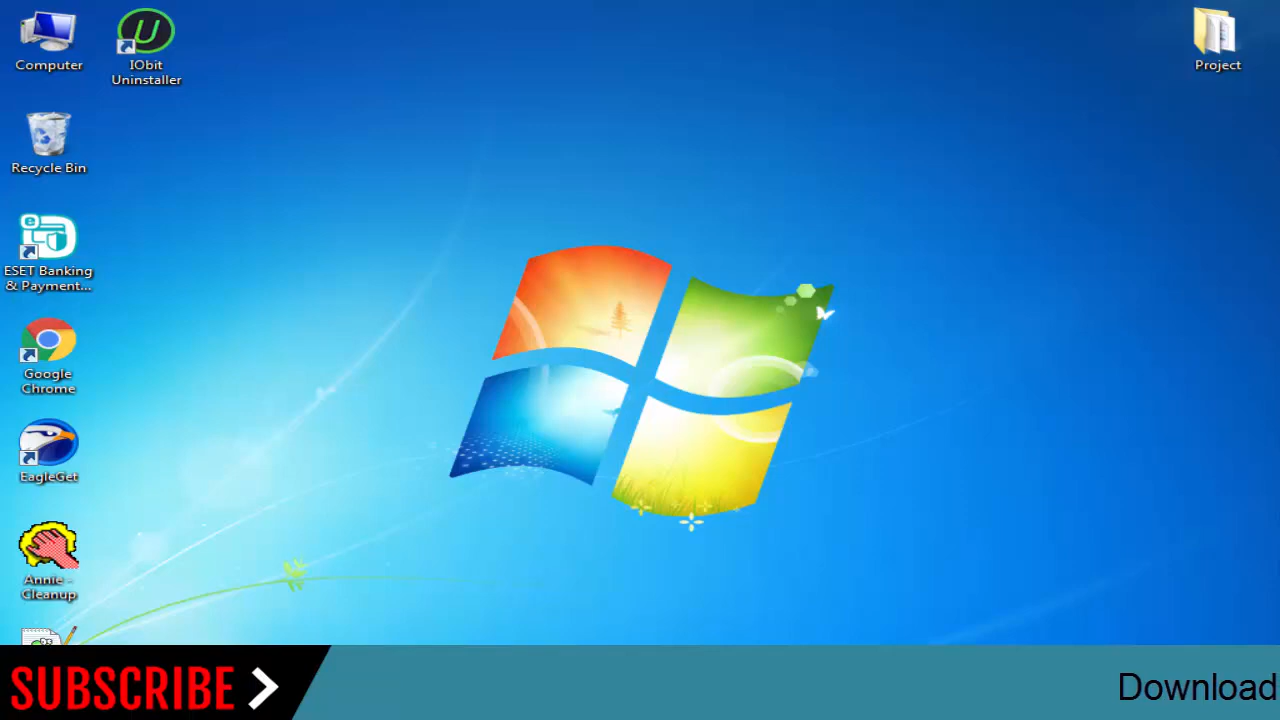 Computer
IObit
Uninstaller
Project
Recycle Bin
ESET Banking
& Payment...
Google
Chrome
EagleGet
Annie -
Cleanup
SUBSCRIBE
Download